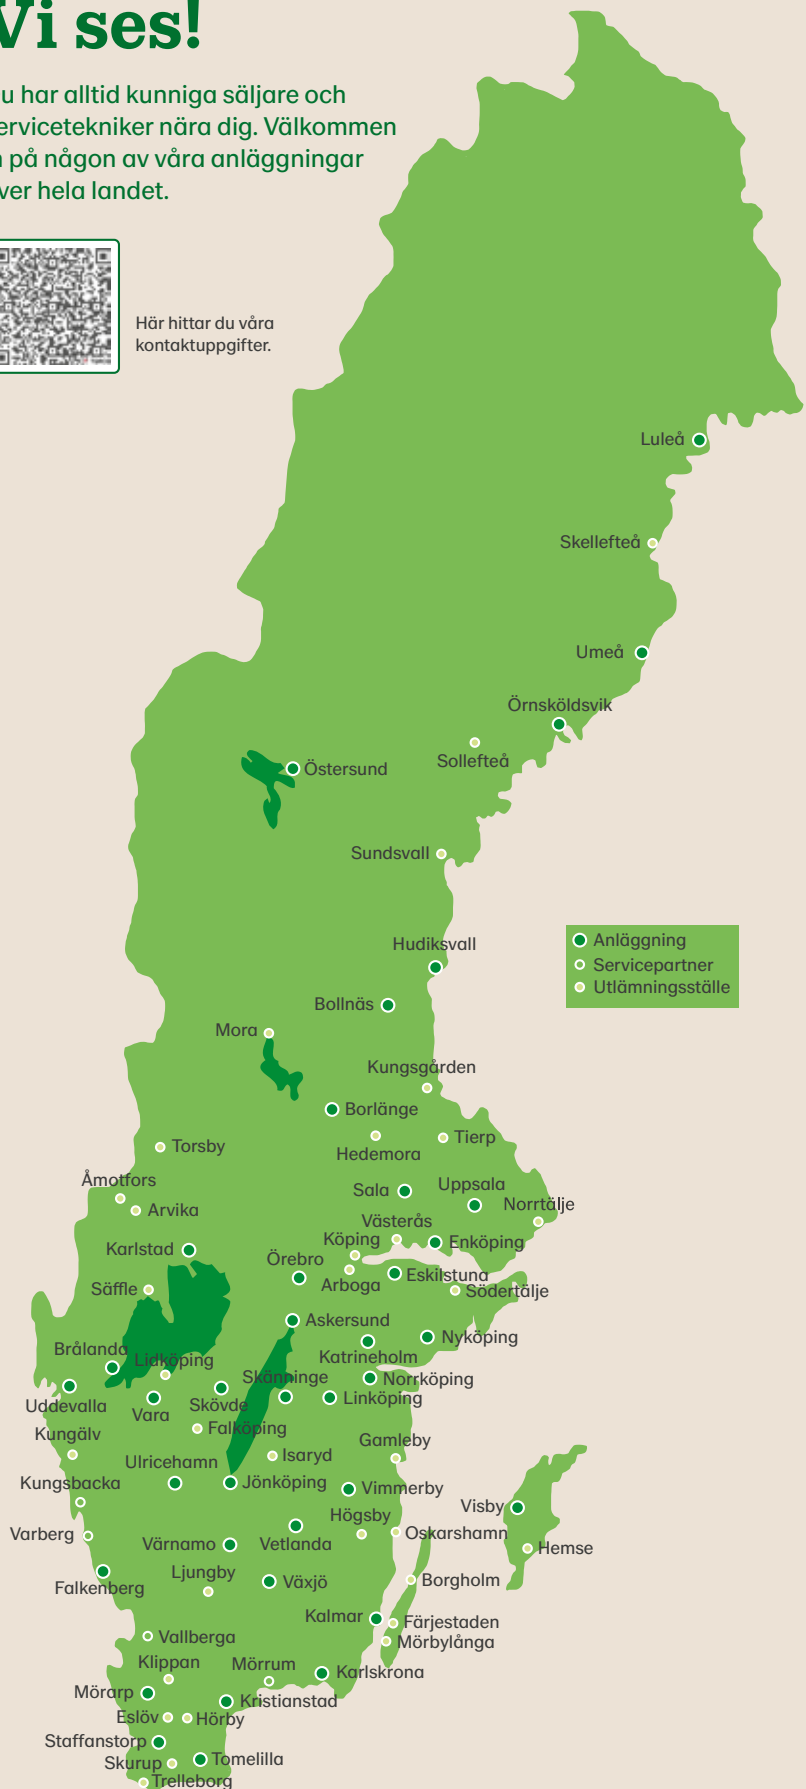 Vi ses!
u har alltid kunniga säljare och
ervicetekniker nära dig. Välkommen
på någon av våra anläggningar
ver hela landet.
Här hittar du våra
kontaktuppgifter.
Luleå
Skellefteå
Umeå
Örnsköldsvik
Sollefteå
Östersund
Sundsvall
Hudiksvall
Anläggning
Servicepartner
Utlämningsställe
Bollnäs
Mora
Kungsgården
Borlänge
Hedemora
Tierp
Torsby
Åmotfors
Arvika
Sala
Uppsala
Norrtälje
Västerås
Köping
Enköping
Karlstad
Örebro
Arboga
Eskilstuna
Södertälje
Säffle
Askersund
Nyköping
Katrineholm
Brålanda
Lidköping
Skänninge
Norrköping
Linköping
Uddevalla
Vara
Skövde
Falköping
Kungälv
Gamleby
Isaryd
Ulricehamn
Jönköping
Vimmerby
Kungsbacka
Visby
Högsby
Oskarshamn
Varberg
Värnamo
Vetlanda
Hemse
Ljungby
Växjö
Borgholm
Falkenberg
Kalmar
Färjestaden
Mörbylånga
Vallberga
Klippan
Mörrum
Karlskrona
Mörarp
Kristianstad
Eslöv
Hörby
Staffanstorp
Tomelilla
Skurup
Trelleborg